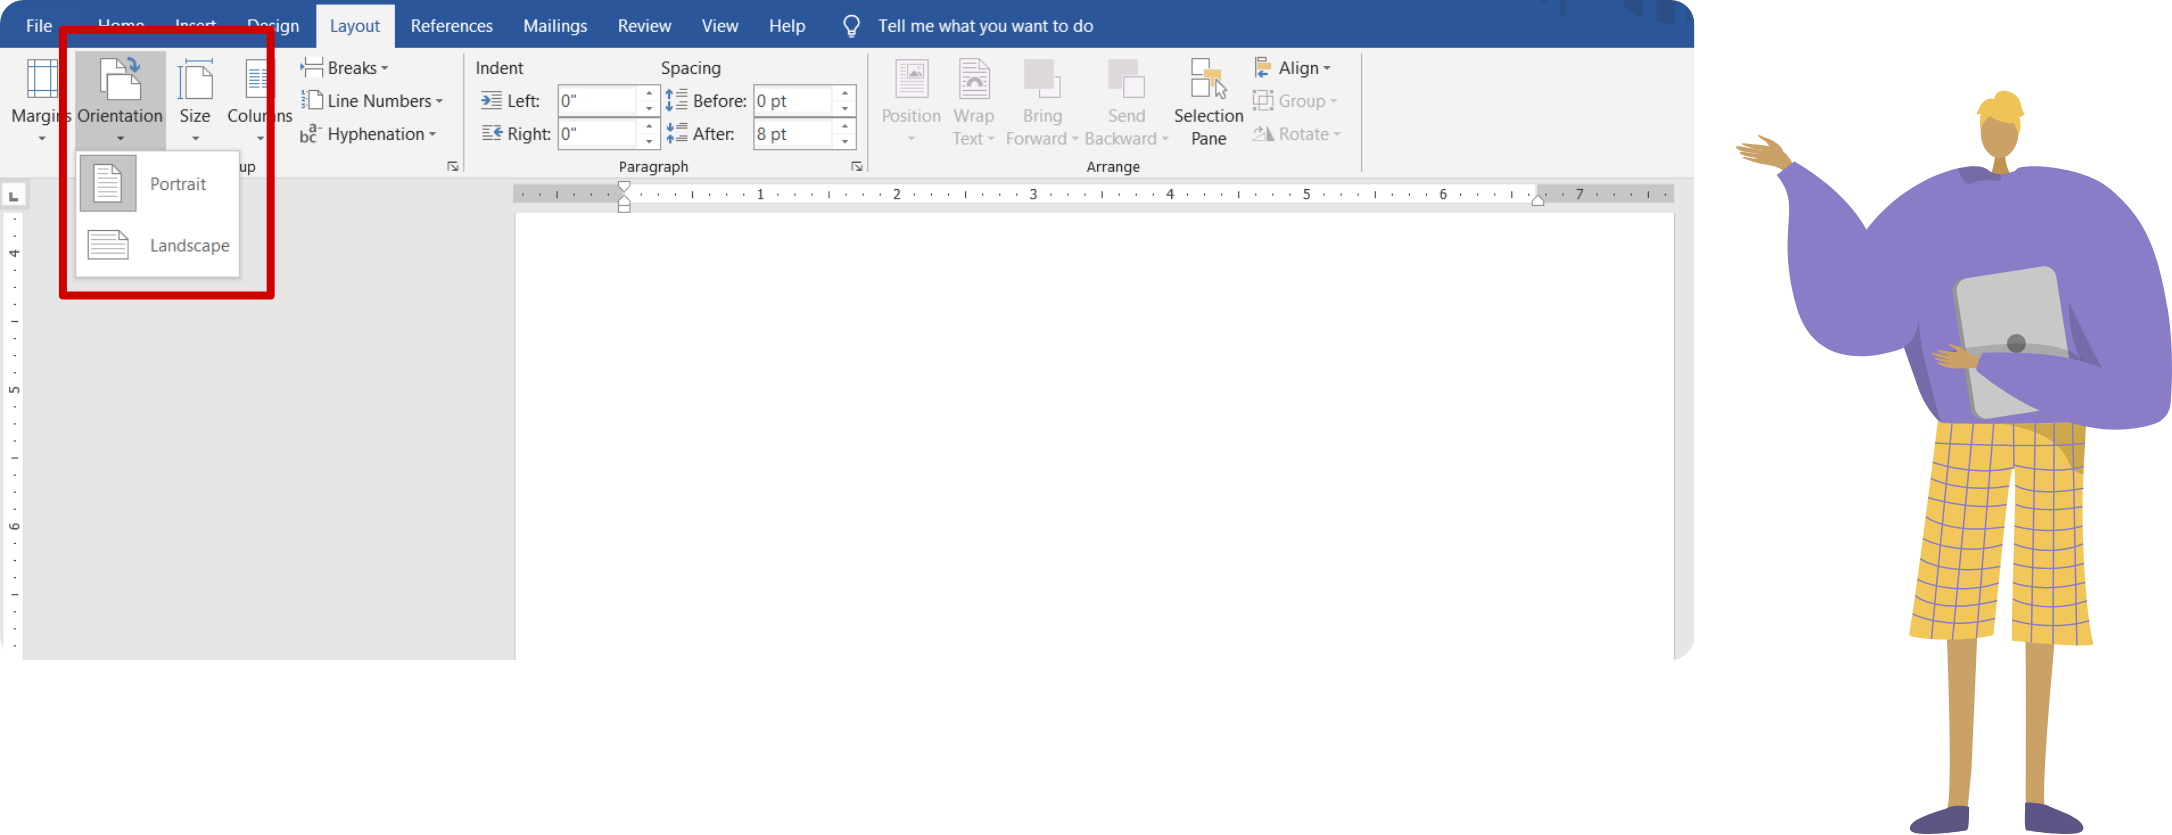 File Home Insert Design Layout References Mailings Review View Help Tell me what you want to do
Margins Orientation Size Columns
Breaks
Line Numbers
Hyphenation
Indent Spacing
Left: 0" Before: 0 pt
Right: 0" After: 8 pt
Paragraph
Position Wrap Text Bring Forward Send Backward Selection Pane
Align
Group
Rotate
Arrange
up
Portrait
Landscape
1 2 3 4 5 6 7
4
5
6